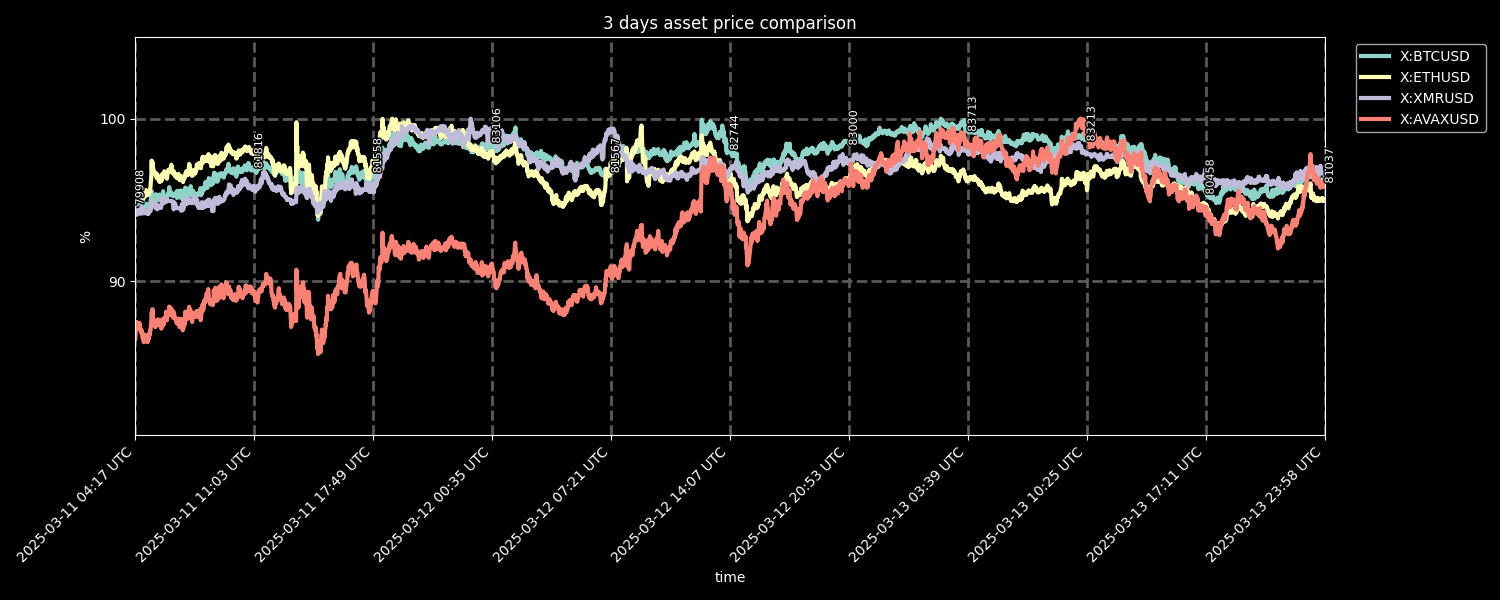 3 days asset price comparison
X:BTCUSD
X:ETHUSD
X:XMRUSD
X:AVAXUSD
100
90
%
79908
81816
81558
83106
81567
82744
83000
83713
83213
80458
81037
2025-03-11 04:17 UTC
2025-03-11 11:03 UTC
2025-03-11 17:49 UTC
2025-03-12 00:35 UTC
2025-03-12 07:21 UTC
2025-03-12 14:07 UTC
2025-03-12 20:53 UTC
2025-03-13 03:39 UTC
2025-03-13 10:25 UTC
2025-03-13 17:11 UTC
2025-03-13 23:58 UTC
time